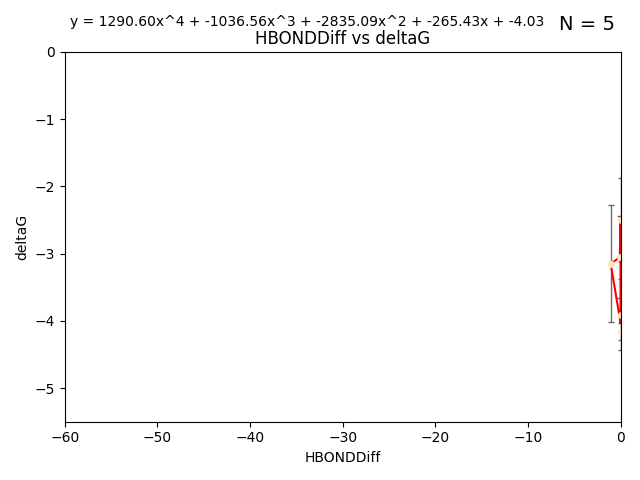 y = 1290.60x^4 + -1036.56x^3 + -2835.09x^2 + -265.43x + -4.03
N = 5
HBONDDiff vs deltaG
0
−1
−2
−3
−4
−5
deltaG
−60 −50 −40 −30 −20 −10 0
HBONDDiff